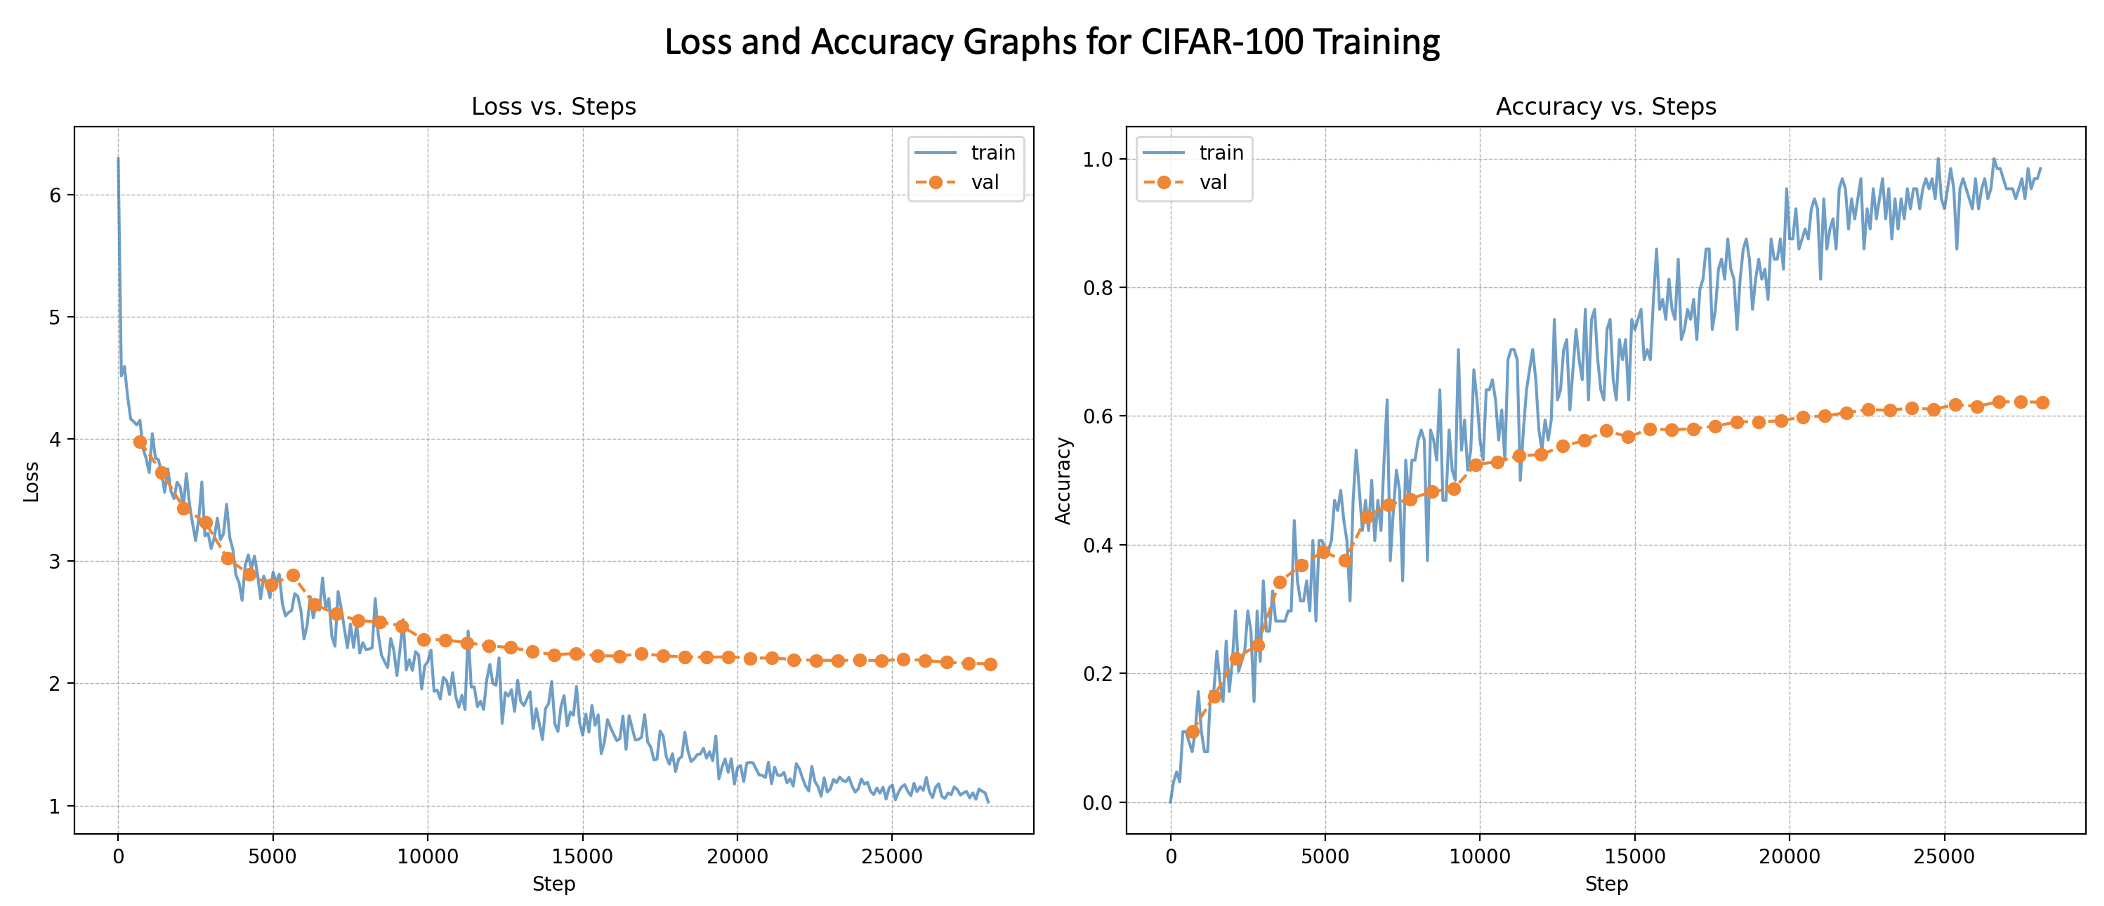 Loss and Accuracy Graphs for CIFAR-100 Training
Loss vs. Steps
train
val
6
5
4
3
2
1
Loss
0
5000
10000
15000
20000
25000
Step
Accuracy vs. Steps
train
val
1.0
0.8
0.6
0.4
0.2
0.0
Accuracy
0
5000
10000
15000
20000
25000
Step